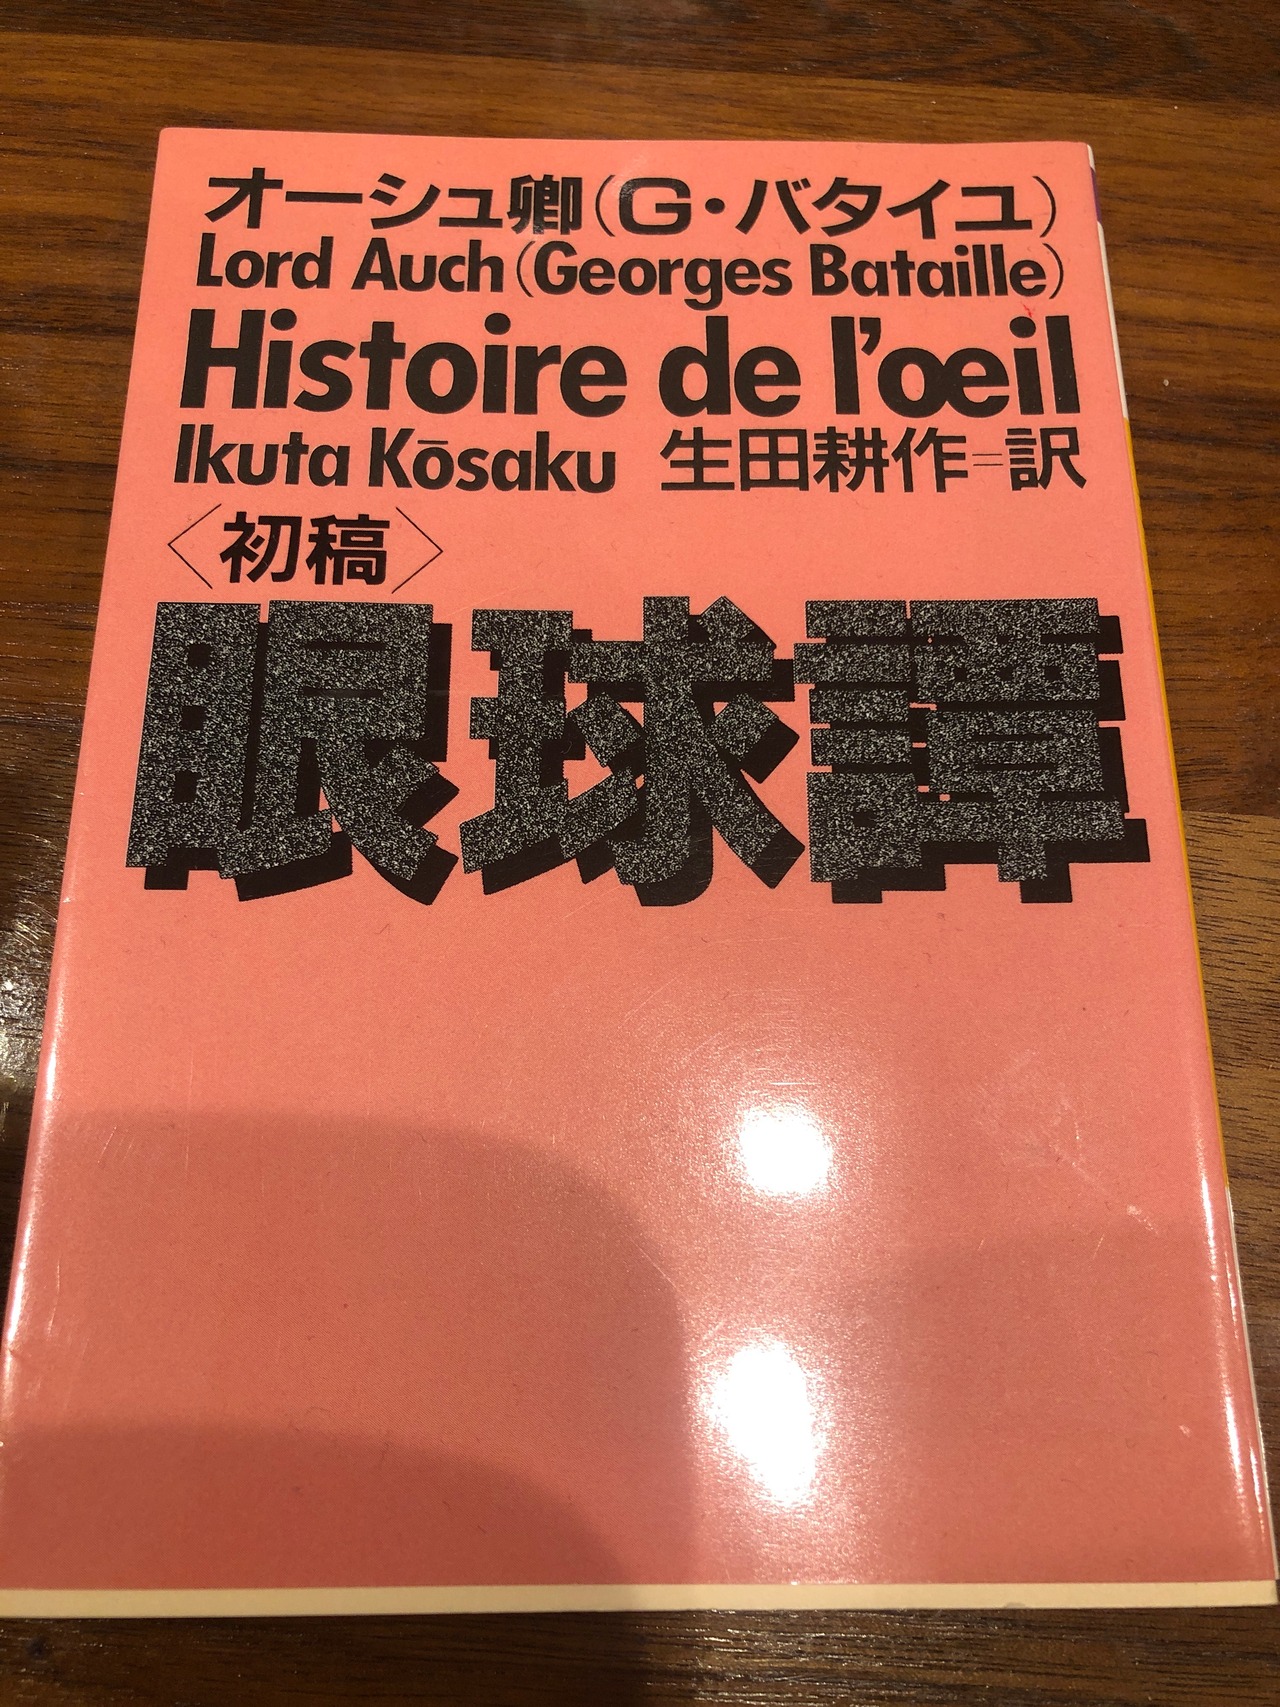 オーシュ卿(G・バタイユ)
Lord Auch(Georges Bataille)
Histoire de l'œil
Ikuta Kōsaku 生田耕作=訳
〈初稿〉
眼球譚